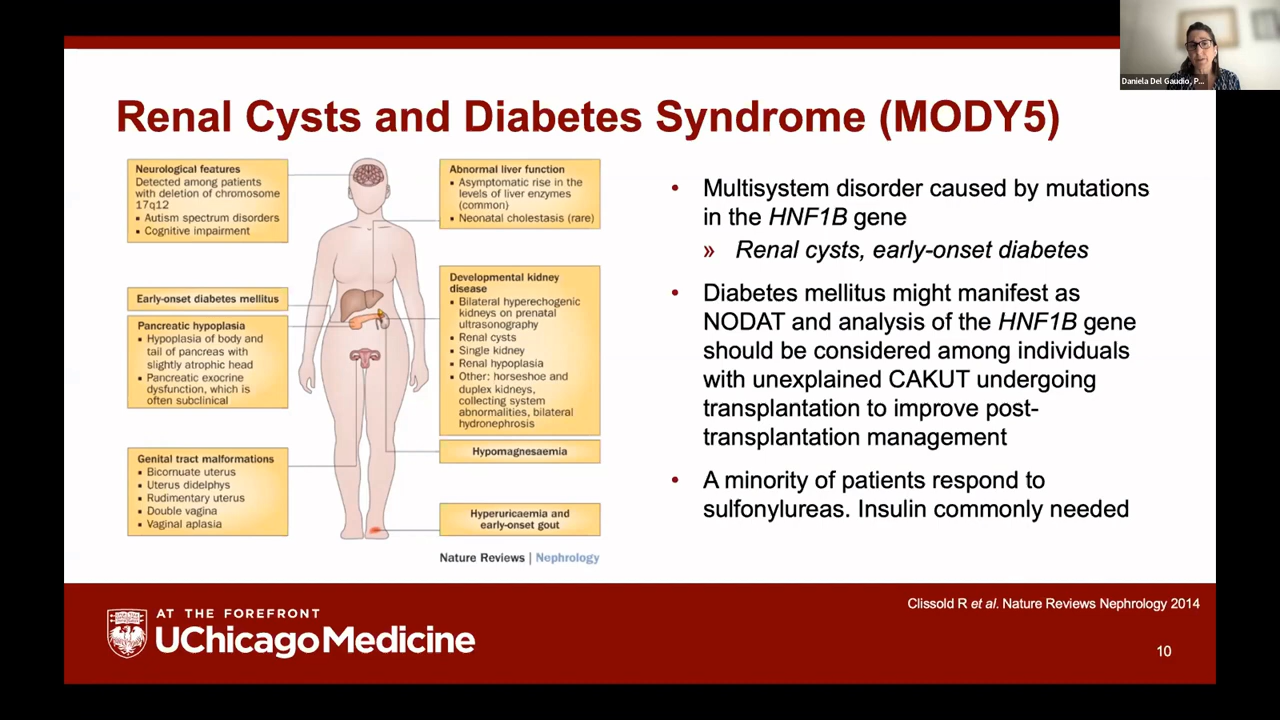 Daniela Del Gaudio, P...
Renal Cysts and Diabetes Syndrome (MODY5)
Neurological features
Detected among patients
with deletion of chromosome
17q12
▪ Autism spectrum disorders
▪ Cognitive impairment
Early-onset diabetes mellitus
Pancreatic hypoplasia
▪ Hypoplasia of body and
tail of pancreas with
slightly atrophic head
▪ Pancreatic exocrine
dysfunction, which is
often subclinical
Genital tract malformations
▪ Bicornuate uterus
▪ Uterus didelphys
▪ Rudimentary uterus
▪ Double vagina
▪ Vaginal aplasia
Abnormal liver function
▪ Asymptomatic rise in the
levels of liver enzymes
(common)
▪ Neonatal cholestasis (rare)
Developmental kidney
disease
▪ Bilateral hyperechogenic
kidneys on prenatal
ultrasonography
▪ Renal cysts
▪ Single kidney
▪ Renal hypoplasia
▪ Other: horseshoe and
duplex kidneys,
collecting system
abnormalities, bilateral
hydronephrosis
Hypomagnesaemia
Hyperuricaemia and
early-onset gout
Nature Reviews | Nephrology
• Multisystem disorder caused by mutations
in the HNF1B gene
» Renal cysts, early-onset diabetes
• Diabetes mellitus might manifest as
NODAT and analysis of the HNF1B gene
should be considered among individuals
with unexplained CAKUT undergoing
transplantation to improve post-
transplantation management
• A minority of patients respond to
sulfonylureas. Insulin commonly needed
Clissold R et al. Nature Reviews Nephrology 2014
AT THE FOREFRONT
UChicagoMedicine
10